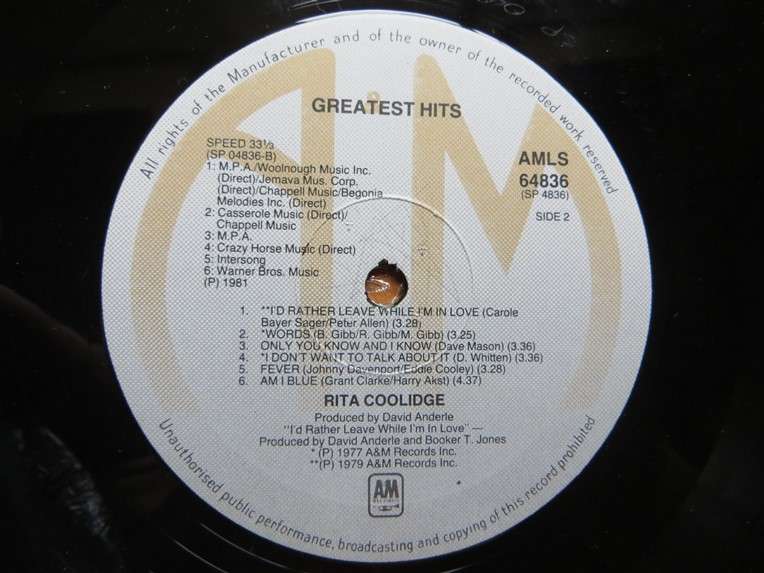 All rights of the Manufacturer and of the owner of the recorded work reserved
GREATEST HITS
SPEED 33⅓
(SP 04836-B)
1: M.P.A./Woolnough Music Inc.
(Direct)/Jemava Mus. Corp.
(Direct)/Chappell Music/Begonia
Melodies Inc. (Direct)
2: Casserole Music (Direct)/
Chappell Music
3: M.P.A.
4: Crazy Horse Music (Direct)
5: Intersong
6: Warner Bros. Music
(P) 1981
AMLS
64836
(SP 4836)
SIDE 2
1. **I'D RATHER LEAVE WHILE I'M IN LOVE (Carole
Bayer Sager/Peter Allen) (3.28)
2. *WORDS (B. Gibb/R. Gibb/M. Gibb) (3.25)
3. ONLY YOU KNOW AND I KNOW (Dave Mason) (3.36)
4. *I DON'T WANT TO TALK ABOUT IT (D. Whitten) (3.36)
5. FEVER (Johnny Davenport/Eddie Cooley) (3.28)
6. AM I BLUE (Grant Clarke/Harry Akst) (4.37)
RITA COOLIDGE
Produced by David Anderle
"I'd Rather Leave While I'm In Love" —
Produced by David Anderle and Booker T. Jones
* (P) 1977 A&M Records Inc.
**(P) 1979 A&M Records Inc.
AM
RECORDS
Unauthorised public performance, broadcasting and copying of this record prohibited